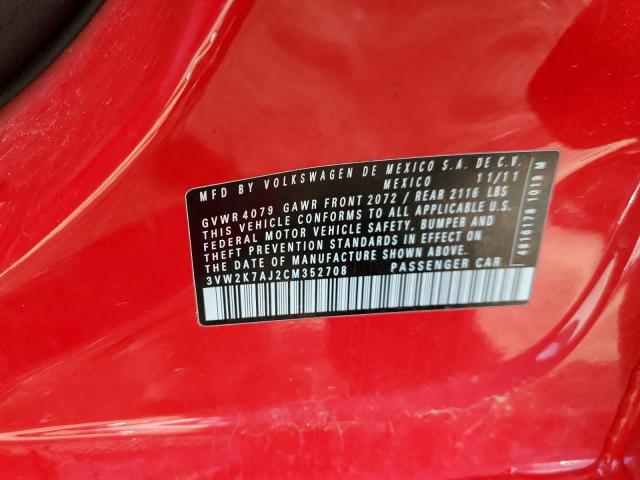 MFD BY VOLKSWAGEN DE MEXICO S.A. DE C.V.
MEXICO 11/11
GVWR 4079 GAWR FRONT 2072 / REAR 2116 LBS
THIS VEHICLE CONFORMS TO ALL APPLICABLE U.S.
FEDERAL MOTOR VEHICLE SAFETY, BUMPER AND
THEFT PREVENTION STANDARDS IN EFFECT ON
THE DATE OF MANUFACTURE SHOWN ABOVE.
3VW2K7AJ2CM352708 PASSENGER CAR